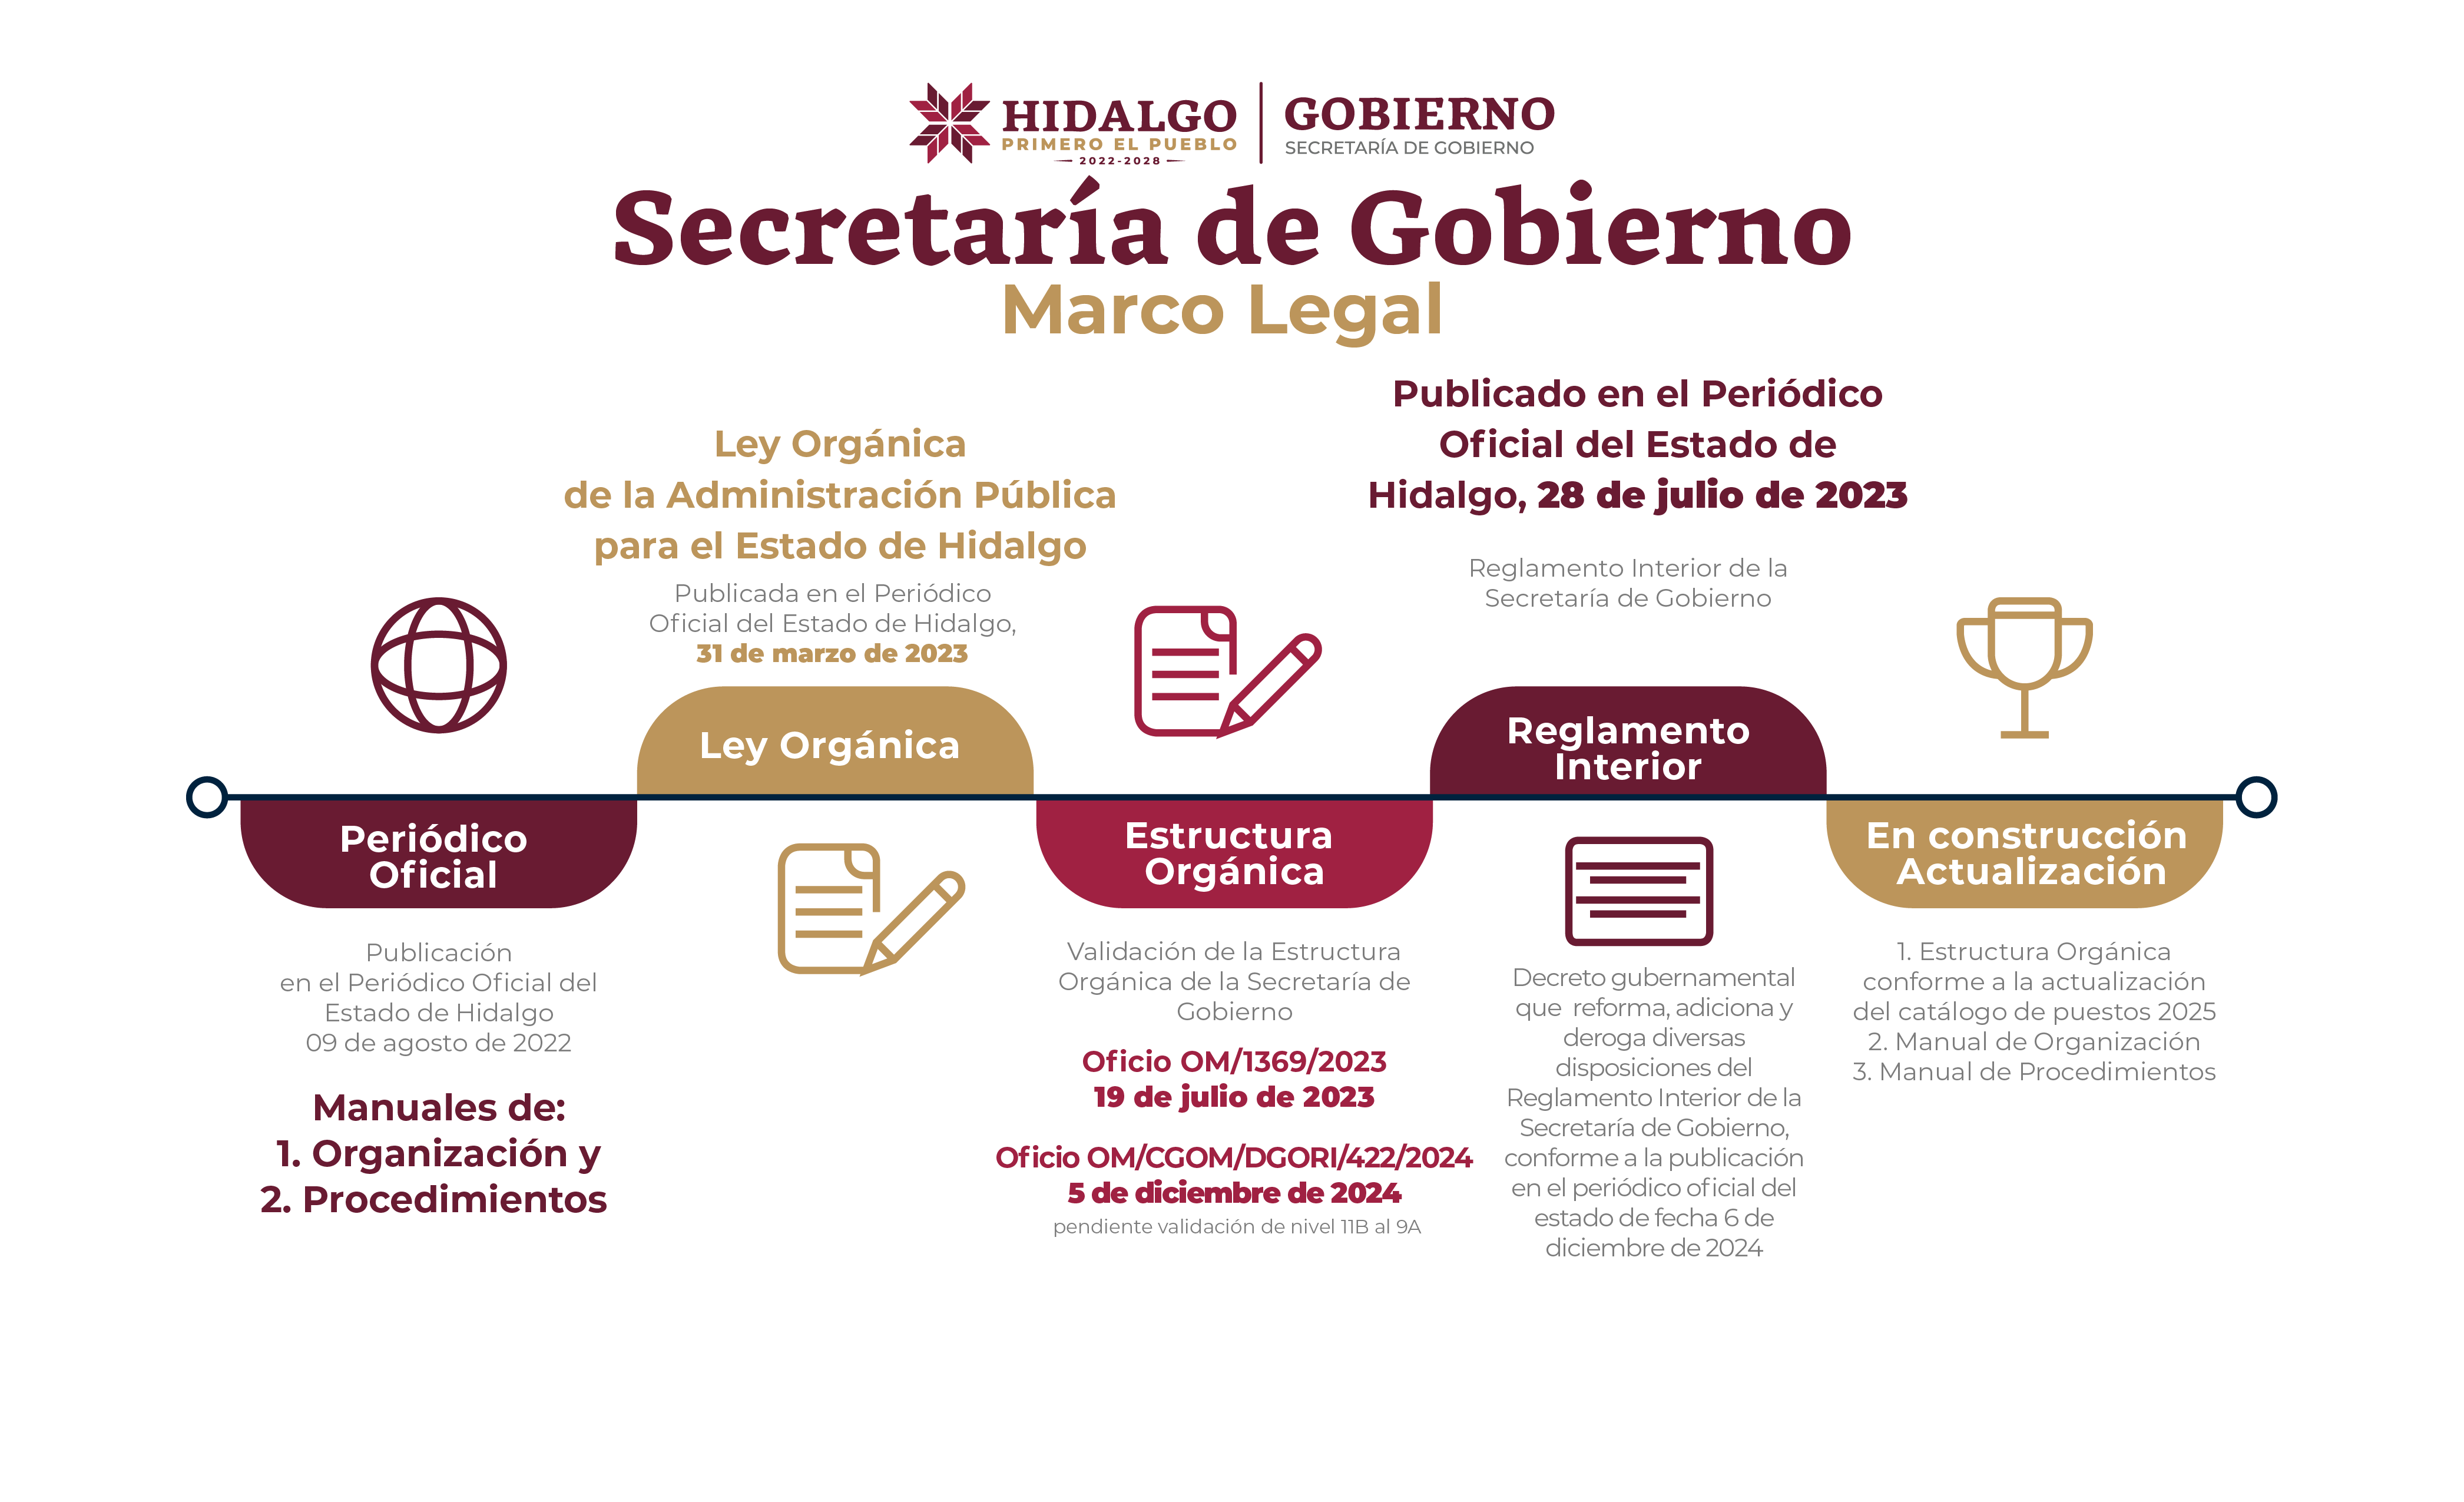 HIDALGO
PRIMERO EL PUEBLO
2022-2028
GOBIERNO
SECRETARÍA DE GOBIERNO
Secretaría de Gobierno
Marco Legal
Periódico
Oficial
Publicación
en el Periódico Oficial del
Estado de Hidalgo
09 de agosto de 2022
Manuales de:
1. Organización y
2. Procedimientos
Ley Orgánica
de la Administración Pública
para el Estado de Hidalgo
Publicada en el Periódico
Oficial del Estado de Hidalgo,
31 de marzo de 2023
Ley Orgánica
Estructura
Orgánica
Validación de la Estructura
Orgánica de la Secretaría de
Gobierno
Oficio OM/1369/2023
19 de julio de 2023
Oficio OM/CGOM/DGORI/422/2024
5 de diciembre de 2024
pendiente validación de nivel 11B al 9A
Publicado en el Periódico
Oficial del Estado de
Hidalgo, 28 de julio de 2023
Reglamento Interior de la
Secretaría de Gobierno
Reglamento
Interior
Decreto gubernamental
que  reforma, adiciona y
deroga diversas
disposiciones del
Reglamento Interior de la
Secretaría de Gobierno,
conforme a la publicación
en el periódico oficial del
estado de fecha 6 de
diciembre de 2024
En construcción
Actualización
1. Estructura Orgánica
conforme a la actualización
del catálogo de puestos 2025
2. Manual de Organización
3. Manual de Procedimientos